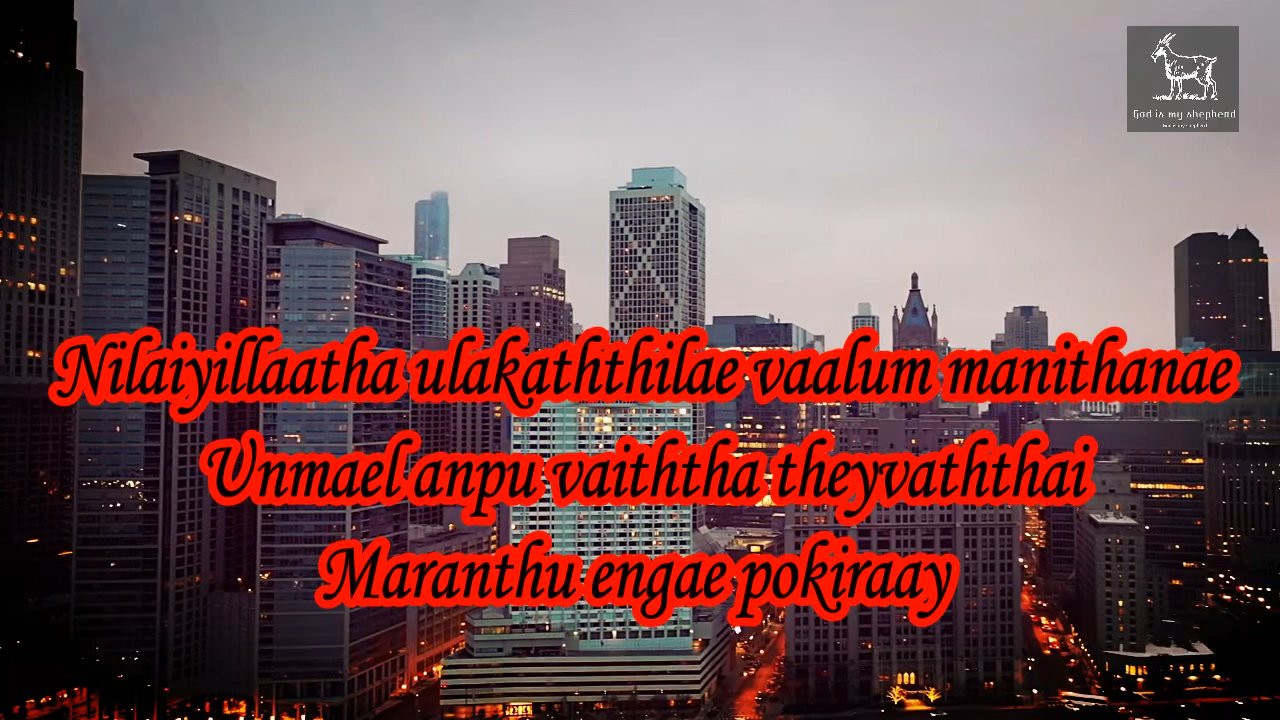 God is my shepherd
Nilaiyillaatha ulakaththilae vaalum manithanae
Unmael anpu vaiththa theyvaththai
Maranthu engae pokiraay